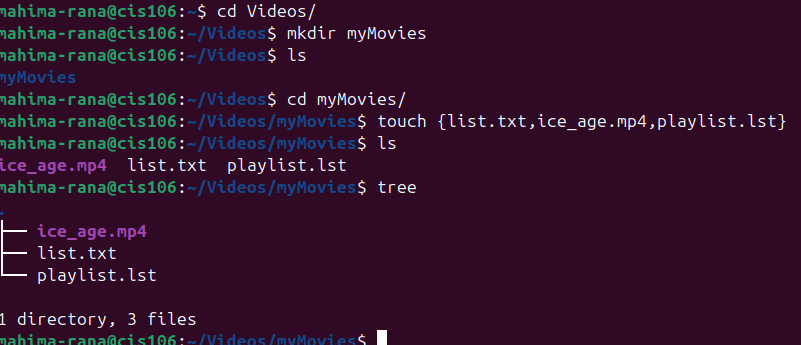 mahima-rana@cis106:~$ cd Videos/
mahima-rana@cis106:~/Videos$ mkdir myMovies
mahima-rana@cis106:~/Videos$ ls
myMovies
mahima-rana@cis106:~/Videos$ cd myMovies/
mahima-rana@cis106:~/Videos/myMovies$ touch {list.txt,ice_age.mp4,playlist.lst}
mahima-rana@cis106:~/Videos/myMovies$ ls
ice_age.mp4  list.txt  playlist.lst
mahima-rana@cis106:~/Videos/myMovies$ tree
.
├── ice_age.mp4
├── list.txt
└── playlist.lst
1 directory, 3 files
mahima-rana@cis106:~/Videos/myMovies$